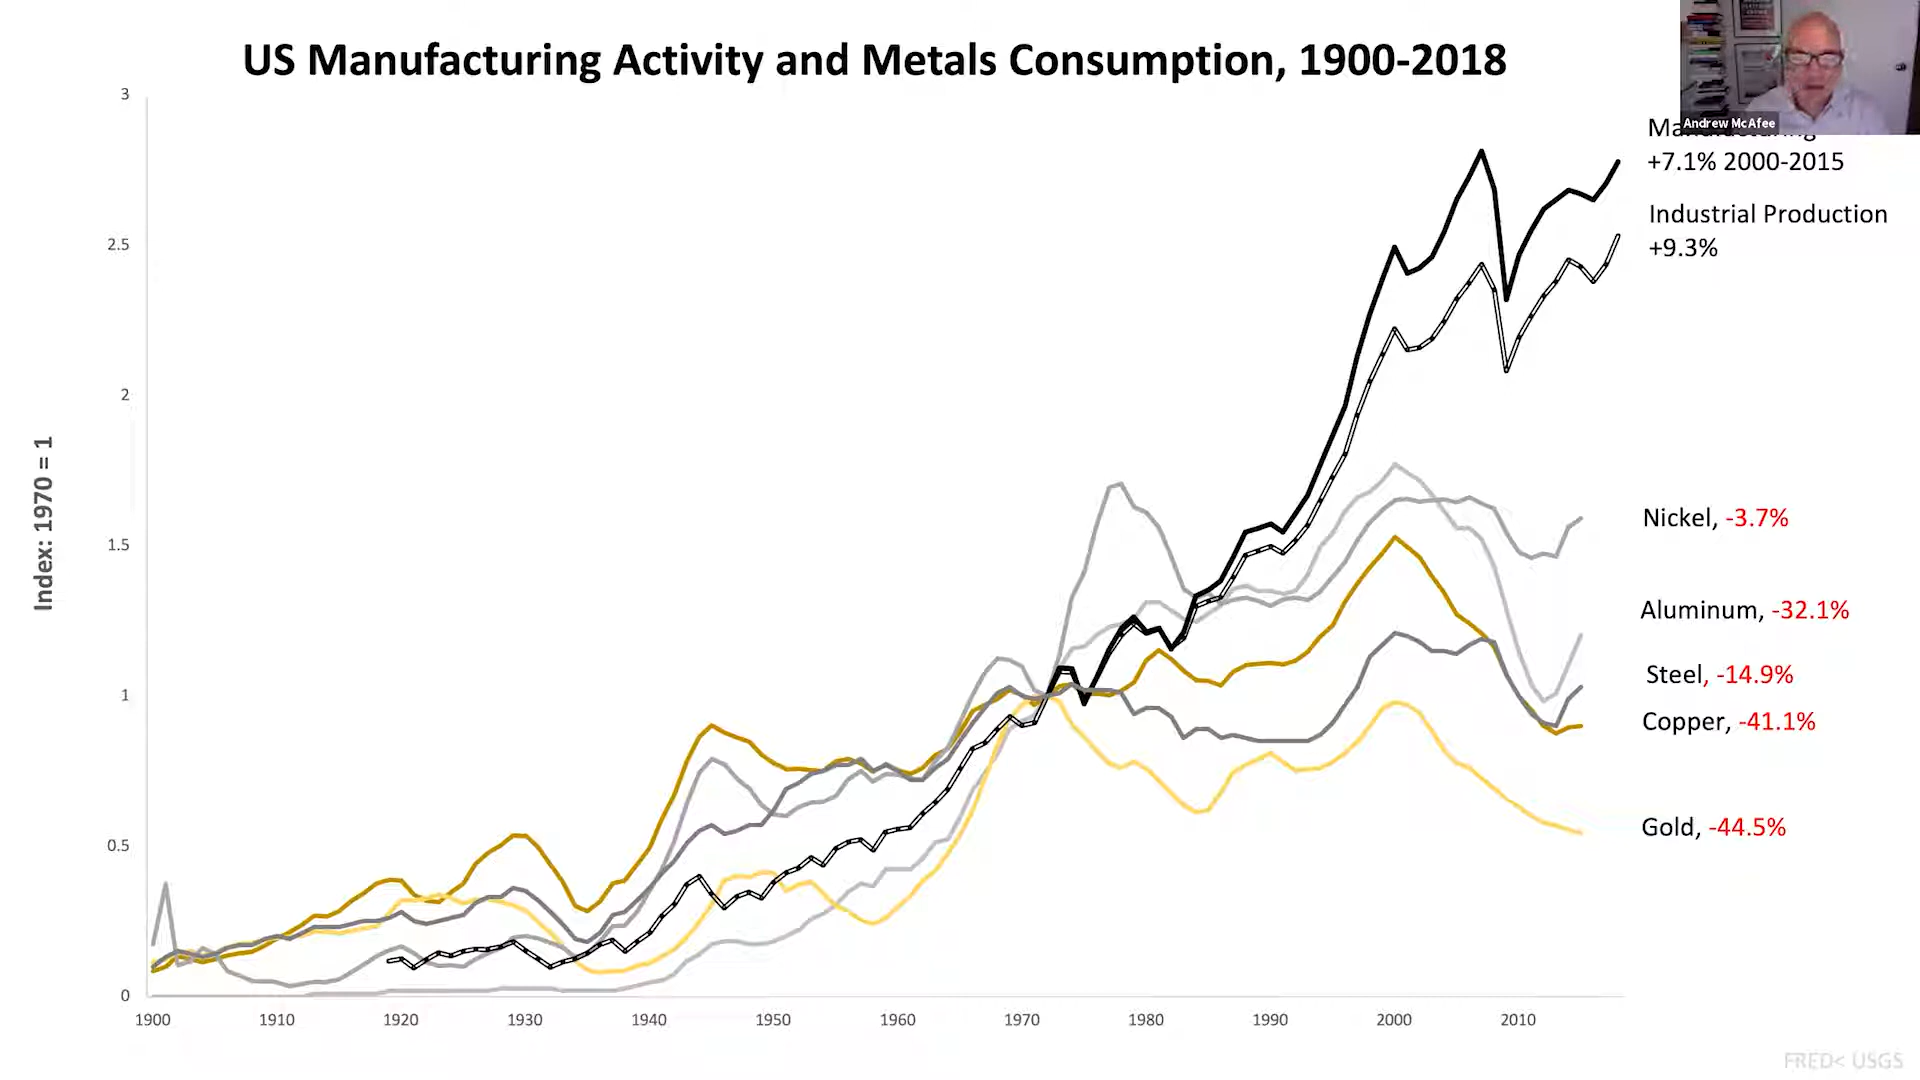 US Manufacturing Activity and Metals Consumption, 1900-2018
Andrew McAfee
Manufacturing
+7.1% 2000-2015
Industrial Production
+9.3%
Nickel, -3.7%
Aluminum, -32.1%
Steel, -14.9%
Copper, -41.1%
Gold, -44.5%
Index: 1970 = 1
3
2.5
2
1.5
1
0.5
0
1900 1910 1920 1930 1940 1950 1960 1970 1980 1990 2000 2010
FRED< USGS